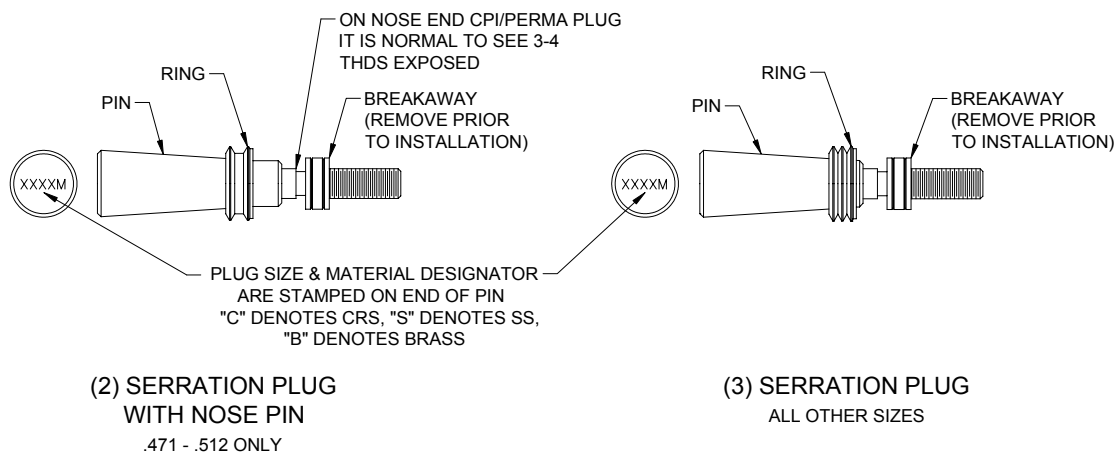 ON NOSE END CPI/PERMA PLUG
IT IS NORMAL TO SEE 3-4
THDS EXPOSED
RING
PIN
BREAKAWAY
(REMOVE PRIOR
TO INSTALLATION)
XXXXM
RING
PIN
BREAKAWAY
(REMOVE PRIOR
TO INSTALLATION)
XXXXM
PLUG SIZE & MATERIAL DESIGNATOR
ARE STAMPED ON END OF PIN
"C" DENOTES CRS, "S" DENOTES SS,
"B" DENOTES BRASS
(2) SERRATION PLUG
WITH NOSE PIN
.471 - .512 ONLY
(3) SERRATION PLUG
ALL OTHER SIZES